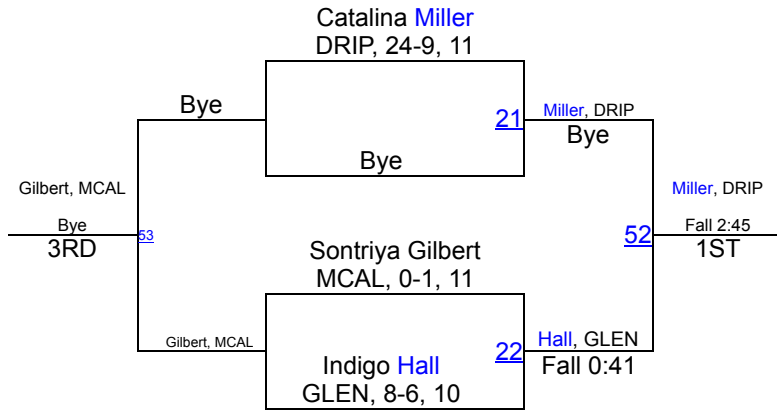 Catalina Miller
DRIP, 24-9, 11
Bye
21
Miller, DRIP
Bye
Bye
Gilbert, MCAL
Bye
3RD
53
Miller, DRIP
Fall 2:45
1ST
52
Sontriya Gilbert
MCAL, 0-1, 11
Gilbert, MCAL
22
Hall, GLEN
Fall 0:41
Indigo Hall
GLEN, 8-6, 10